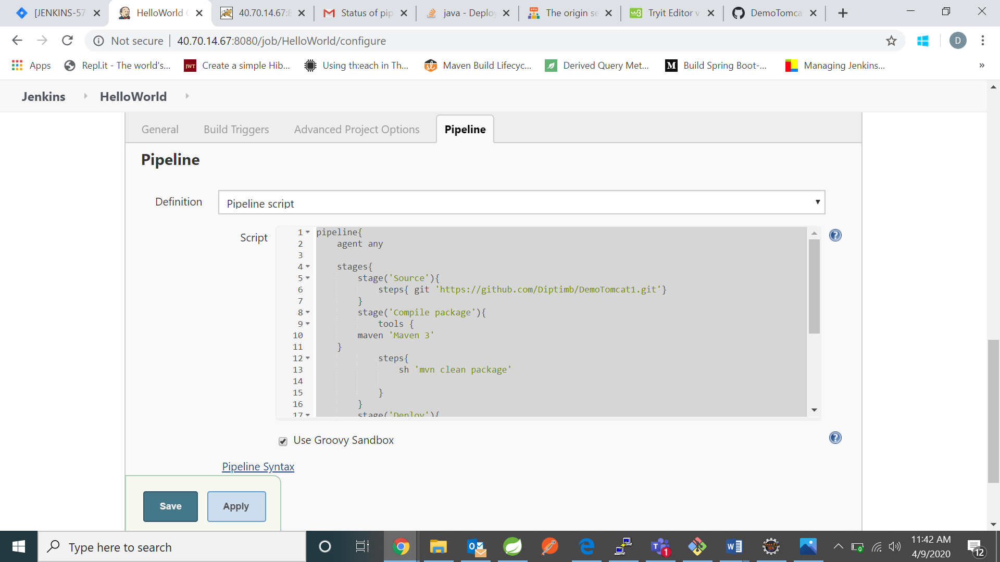 [JENKINS-57
HelloWorld
40.70.14.67:8
Status of pip
java - Deploy
The origin se
Tryit Editor v
DemoTomca
Not secure
40.70.14.67:8080/job/HelloWorld/configure
D
Apps
Repl.it - The world's...
JWT
Create a simple Hib...
Using th:each in Th...
Maven Build Lifecyc...
Derived Query Met...
M
Build Spring Boot-...
Managing Jenkins...
»
Jenkins
HelloWorld
General
Build Triggers
Advanced Project Options
Pipeline
Pipeline
Definition
Pipeline script
Script
1 pipeline{
2     agent any
3
4     stages{
5         stage('Source'){
6             steps{ git 'https://github.com/Diptimb/DemoTomcat1.git'}
7         }
8         stage('Compile package'){
9             tools {
10         maven 'Maven 3'
11     }
12             steps{
13                 sh 'mvn clean package'
14
15             }
16         }
17         stage('Deploy'){
Use Groovy Sandbox
Pipeline Syntax
Save
Apply
Type here to search
1
11:42 AM
4/9/2020
12